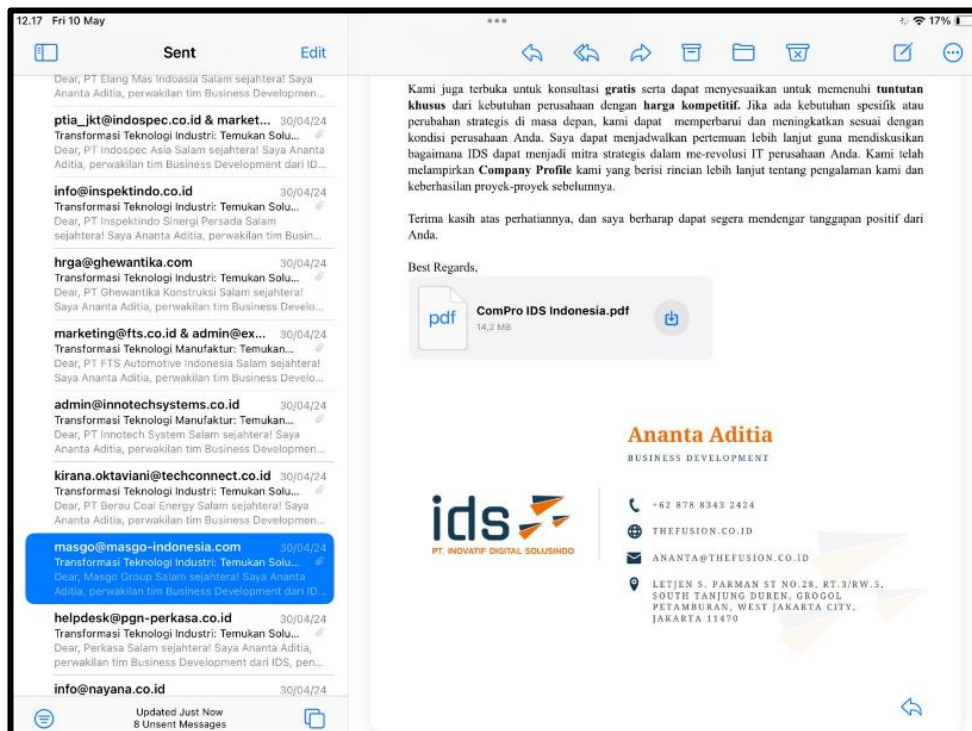 12.17 Fri 10 May
17%
Sent
Edit
Dear, PT Elang Mas Indoasia Salam sejahtera! Saya
Ananta Aditia, perwakilan tim Business Developmen...
ptia_jkt@indospec.co.id & market... 30/04/24
Transformasi Teknologi Industri: Temukan Solu...
Dear, PT Indospec Asia Salam sejahtera! Saya Ananta
Aditia, perwakilan tim Business Development dari ID...
info@inspektindo.co.id 30/04/24
Transformasi Teknologi Industri: Temukan Solu...
Dear, PT Inspektindo Sinergi Persada Salam
sejahtera! Saya Ananta Aditia, perwakilan tim Busin...
hrga@ghewantika.com 30/04/24
Transformasi Teknologi Industri: Temukan Solu...
Dear, PT Ghewantika Konstruksi Salam sejahtera!
Saya Ananta Aditia, perwakilan tim Business Develo...
marketing@fts.co.id & admin@ex... 30/04/24
Transformasi Teknologi Manufaktur: Temukan...
Dear, PT FTS Automotive Indonesia Salam sejahtera!
Saya Ananta Aditia, perwakilan tim Business Develo...
admin@innotechsystems.co.id 30/04/24
Transformasi Teknologi Manufaktur: Temukan...
Dear, PT Innotech System Salam sejahtera! Saya
Ananta Aditia, perwakilan tim Business Developmen...
kirana.oktaviani@techconnect.co.id 30/04/24
Transformasi Teknologi Industri: Temukan Solu...
Dear, PT Berau Coal Energy Salam sejahtera! Saya
Ananta Aditia, perwakilan tim Business Developmen...
masgo@masgo-indonesia.com 30/04/24
Transformasi Teknologi Industri: Temukan Solu...
Dear, Masgo Group Salam sejahtera! Saya Ananta
Aditia, perwakilan tim Business Development dari ID...
helpdesk@pgn-perkasa.co.id 30/04/24
Transformasi Teknologi Industri: Temukan Solu...
Dear, Perkasa Salam sejahtera! Saya Ananta Aditia,
perwakilan tim Business Development dari IDS, pen...
info@nayana.co.id 30/04/24
Updated Just Now
8 Unsent Messages
Kami juga terbuka untuk konsultasi gratis serta dapat menyesuaikan untuk memenuhi tuntutan
khusus dari kebutuhan perusahaan dengan harga kompetitif. Jika ada kebutuhan spesifik atau
perubahan strategis di masa depan, kami dapat memperbarui dan meningkatkan sesuai dengan
kondisi perusahaan Anda. Saya dapat menjadwalkan pertemuan lebih lanjut guna mendiskusikan
bagaimana IDS dapat menjadi mitra strategis dalam me-revolusi IT perusahaan Anda. Kami telah
melampirkan Company Profile kami yang berisi rincian lebih lanjut tentang pengalaman kami dan
keberhasilan proyek-proyek sebelumnya.
Terima kasih atas perhatiannya, dan saya berharap dapat segera mendengar tanggapan positif dari
Anda.
Best Regards,
pdf
ComPro IDS Indonesia.pdf
14,2 MB
Ananta Aditia
BUSINESS DEVELOPMENT
ids
PT. INOVATIF DIGITAL SOLUSINDO
+62 878 8343 2424
THEFUSION.CO.ID
ANANTA@THEFUSION.CO.ID
LETJEN S. PARMAN ST NO.28, RT.3/RW.5,
SOUTH TANJUNG DUREN, GROGOL
PETAMBURAN, WEST JAKARTA CITY,
JAKARTA 11470